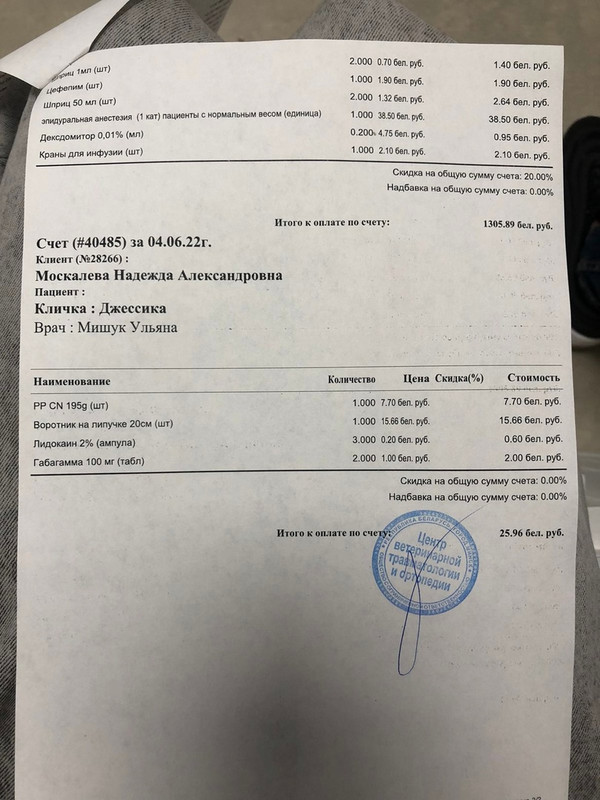 Шприц 1мл (шт) 2.000 0.70 бел. руб. 1.40 бел. руб.
Цефепим (шт) 1.000 1.90 бел. руб. 1.90 бел. руб.
Шприц 50 мл (шт) 2.000 1.32 бел. руб. 2.64 бел. руб.
эпидуральная анестезия (1 кат) пациенты с нормальным весом (единица) 1.000 38.50 бел. руб. 38.50 бел. руб.
Дексдомитор 0,01% (мл) 0.200 4.75 бел. руб. 0.95 бел. руб.
Краны для инфузии (шт) 1.000 2.10 бел. руб. 2.10 бел. руб.
Скидка на общую сумму счета: 20.00%
Надбавка на общую сумму счета: 0.00%
Итого к оплате по счету: 1305.89 бел. руб.
Счет (#40485) за 04.06.22г.
Клиент (№28266) :
Москалева Надежда Александровна
Пациент :
Кличка : Джессика
Врач : Мишук Ульяна
Наименование Количество Цена Скидка(%) Стоимость
PP CN 195g (шт) 1.000 7.70 бел. руб. 7.70 бел. руб.
Воротник на липучке 20см (шт) 1.000 15.66 бел. руб. 15.66 бел. руб.
Лидокаин 2% (ампула) 3.000 0.20 бел. руб. 0.60 бел. руб.
Габагамма 100 мг (табл) 2.000 1.00 бел. руб. 2.00 бел. руб.
Скидка на общую сумму счета: 0.00%
Надбавка на общую сумму счета: 0.00%
Итого к оплате по счету: 25.96 бел. руб.
РЕСПУБЛИКА БЕЛАРУСЬ
Центр
ветеринарной
травматологии
и ортопедии